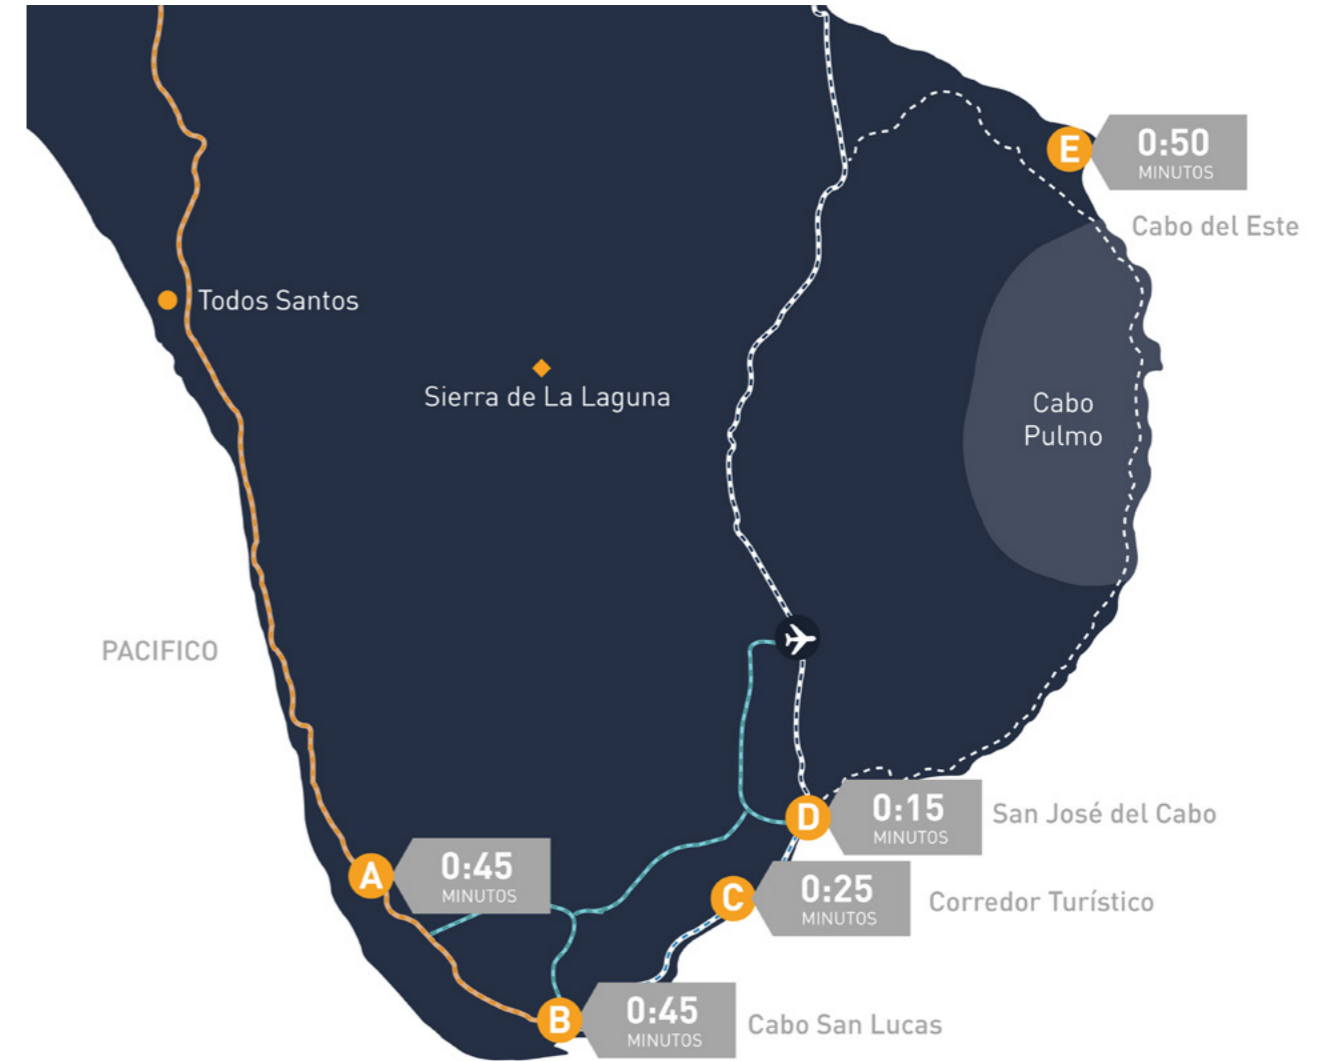 E
0:50
MINUTOS
Cabo del Este
Todos Santos
Sierra de La Laguna
Cabo
Pulmo
PACIFICO
D
0:15
MINUTOS
San José del Cabo
A
0:45
MINUTOS
C
0:25
MINUTOS
Corredor Turístico
B
0:45
MINUTOS
Cabo San Lucas